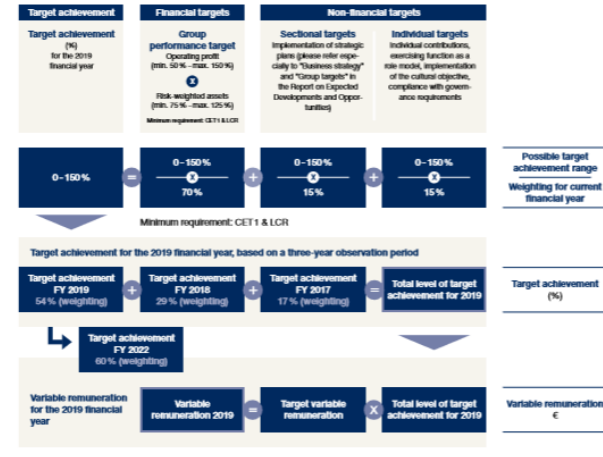 Target achievement
Financial targets
Non-financial targets
Target achievement
(%)
for the 2019
financial year
Group
performance target
Operating profit
(min. 50 % - max. 150 %)
x
Risk-weighted assets
(min. 75 % - max. 125 %)
Minimum requirement: CET1 & LCR
Sectional targets
Implementation of strategic
plans (please refer espe-
cially to "Business strategy"
and "Group targets" in
the Report on Expected
Developments and Oppor-
tunities)
Individual targets
Individual contributions,
exercising function as a
role model, implementation
of the cultural objective,
compliance with govern-
ance requirements
0–150 %
=
0–150 %
x
70 %
+
0–150 %
x
15 %
+
0–150 %
x
15 %
Possible target
achievement range
Weighting for current
financial year
Minimum requirement: CET1 & LCR
Target achievement for the 2019 financial year, based on a three-year observation period
Target achievement
FY 2019
54 % (weighting)
+
Target achievement
FY 2018
29 % (weighting)
+
Target achievement
FY 2017
17 % (weighting)
=
Total level of target
achievement for 2019
Target achievement
(%)
Target achievement
FY 2022
60 % (weighting)
Variable remuneration
for the 2019 financial
year
Variable
remuneration 2019
=
Target variable
remuneration
x
Total level of target
achievement for 2019
Variable remuneration
€